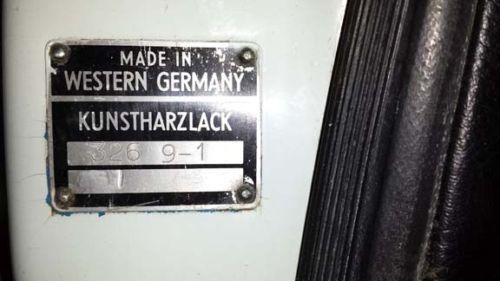 MADE IN
WESTERN GERMANY
KUNSTHARZLACK
326 9-1